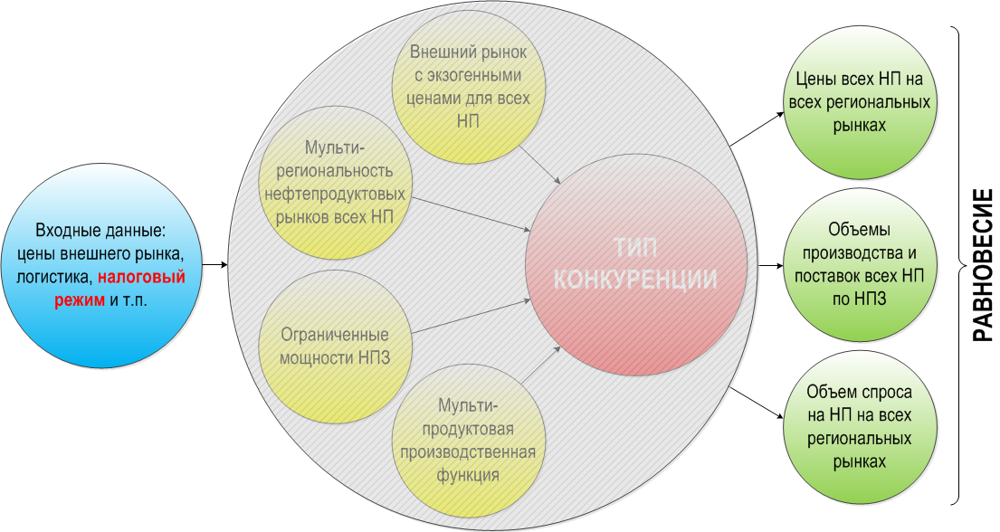 Входные данные:
цены внешнего рынка,
логистика, налоговый
режим и т.п.
Внешний рынок
с экзогенными
ценами для всех
НП
Мульти-
региональность
нефтепродуктовых
рынков всех НП
Ограниченные
мощности НПЗ
Мульти-
продуктовая
производственная
функция
ТИП
КОНКУРЕНЦИИ
Цены всех НП на
всех региональных
рынках
Объемы
производства и
поставок всех НП
по НПЗ
Объем спроса
на НП на всех
региональных
рынках
РАВНОВЕСИЕ